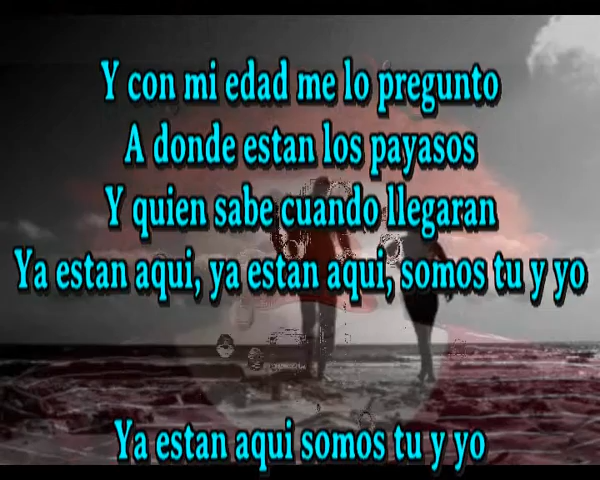 Y con mi edad me lo pregunto
A donde estan los payasos
Y quien sabe cuando llegaran
Ya estan aqui, ya estan aqui, somos tu y yo
Ya estan aqui somos tu y yo